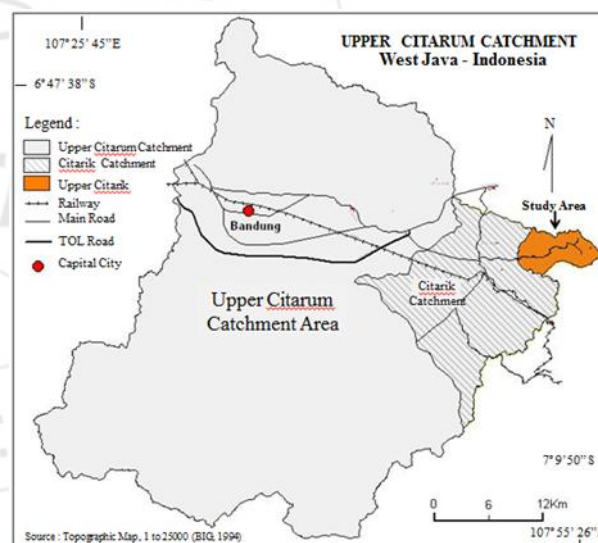 107°25'45"E
UPPER CITARUM CATCHMENT
West Java - Indonesia
6°47'38"S
Legend :
Upper Citarum Catchment
Citarik Catchment
Upper Citarik
Railway
Main Road
TOL Road
Capital City
N
Study Area
Bandung
Citarik
Catchment
Upper Citarum
Catchment Area
7°9'50"S
0 6 12Km
Source : Topographic Map, 1 to 25000 (BIG, 1994)
107°55'26"